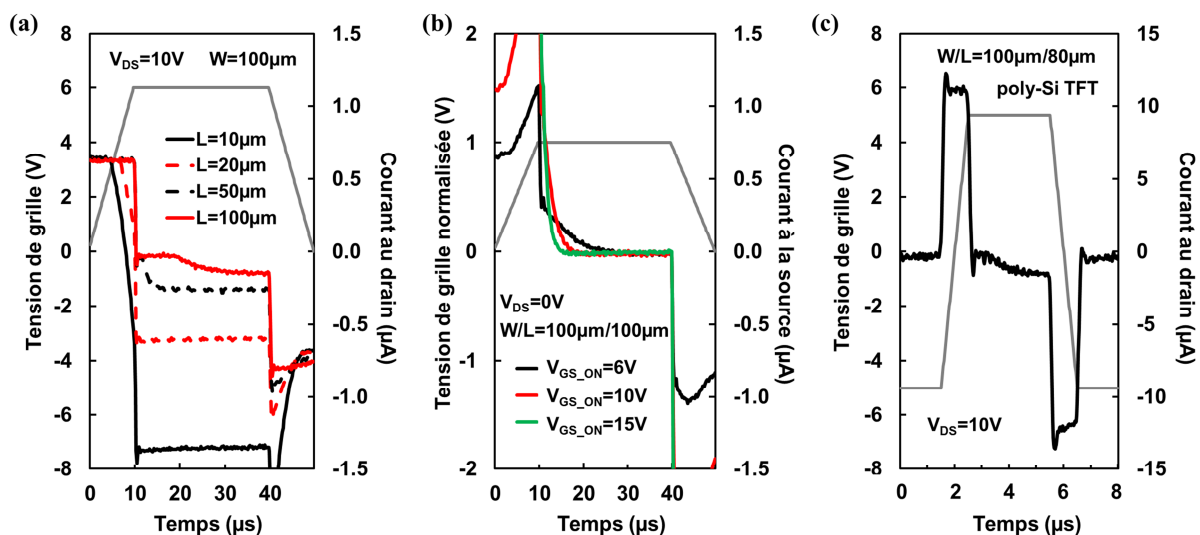 (a)
8
6
4
2
0
-2
-4
-6
-8
Tension de grille (V)
V_DS=10V W=100µm
L=10µm
L=20µm
L=50µm
L=100µm
1.5
1.0
0.5
0.0
-0.5
-1.0
-1.5
Courant au drain (µA)
0 10 20 30 40 50
Temps (µs)
(b)
2
1
0
-1
-2
Tension de grille normalisée (V)
V_DS=0V
W/L=100µm/100µm
V_GS_ON=6V
V_GS_ON=10V
V_GS_ON=15V
1.5
1.0
0.5
0.0
-0.5
-1.0
-1.5
Courant à la source (µA)
0 10 20 30 40 50
Temps (µs)
(c)
8
6
4
2
0
-2
-4
-6
-8
Tension de grille (V)
W/L=100µm/80µm
poly-Si TFT
V_DS=10V
15
10
5
0
-5
-10
-15
Courant au drain (µA)
0 2 4 6 8
Temps (µs)